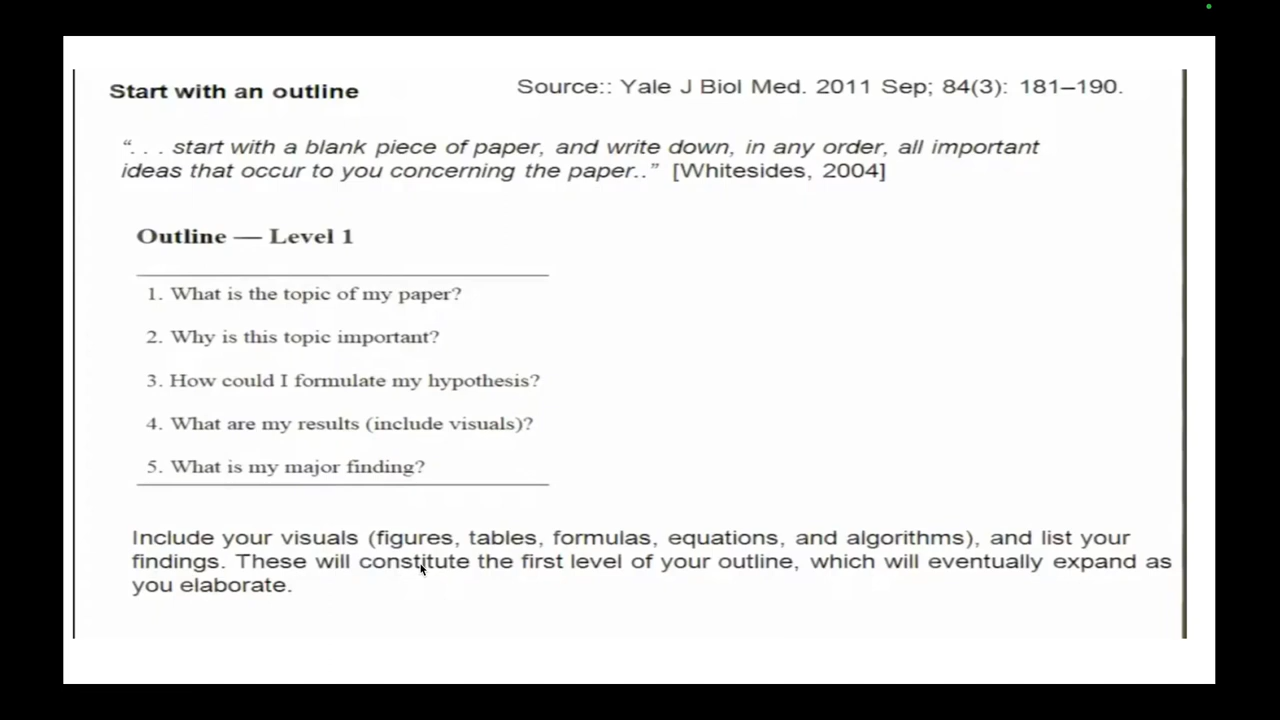 Start with an outline
Source:: Yale J Biol Med. 2011 Sep; 84(3): 181–190.
“. . . start with a blank piece of paper, and write down, in any order, all important
ideas that occur to you concerning the paper..” [Whitesides, 2004]
Outline — Level 1
1. What is the topic of my paper?
2. Why is this topic important?
3. How could I formulate my hypothesis?
4. What are my results (include visuals)?
5. What is my major finding?
Include your visuals (figures, tables, formulas, equations, and algorithms), and list your
findings. These will constitute the first level of your outline, which will eventually expand as
you elaborate.